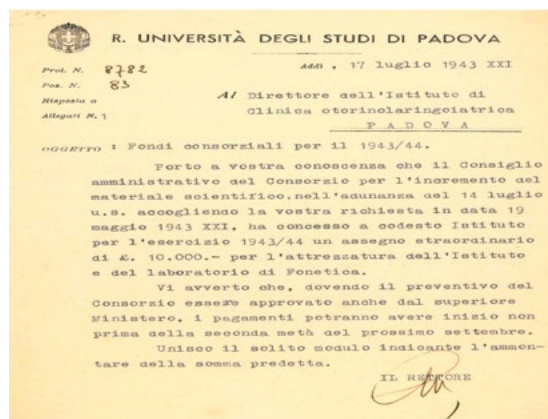 R. UNIVERSITÀ DEGLI STUDI DI PADOVA
Prot. N. 8782
Addì, 17 luglio 1943 XXI
Pos. N. 83
Risposta a
Allegati N. 1
Al Direttore dell'Istituto di
Clinica otorinolaringoiatrica
PADOVA
OGGETTO : Fondi consorziali per il 1943/44.
Porto a vostra conoscenza che il Consiglio
amministrativo del Consorzio per l'incremento del
materiale scientifico, nell'adunanza del 14 luglio
u.s. accogliendo la vostra richiesta in data 19
maggio 1943 XXI, ha concesso a codesto Istituto
per l'esercizio 1943/44 un assegno straordinario
di £. 10.000.- per l'attrezzatura dell'Istituto
e del laboratorio di Fonetica.
Vi avverto che, dovendo il preventivo del
Consorzio essere approvato anche dal superiore
Ministero, i pagamenti potranno avere inizio non
prima della seconda metà del prossimo settembre.
Unisco il solito modulo indicante l'ammon-
tare della somma predetta.
IL RETTORE